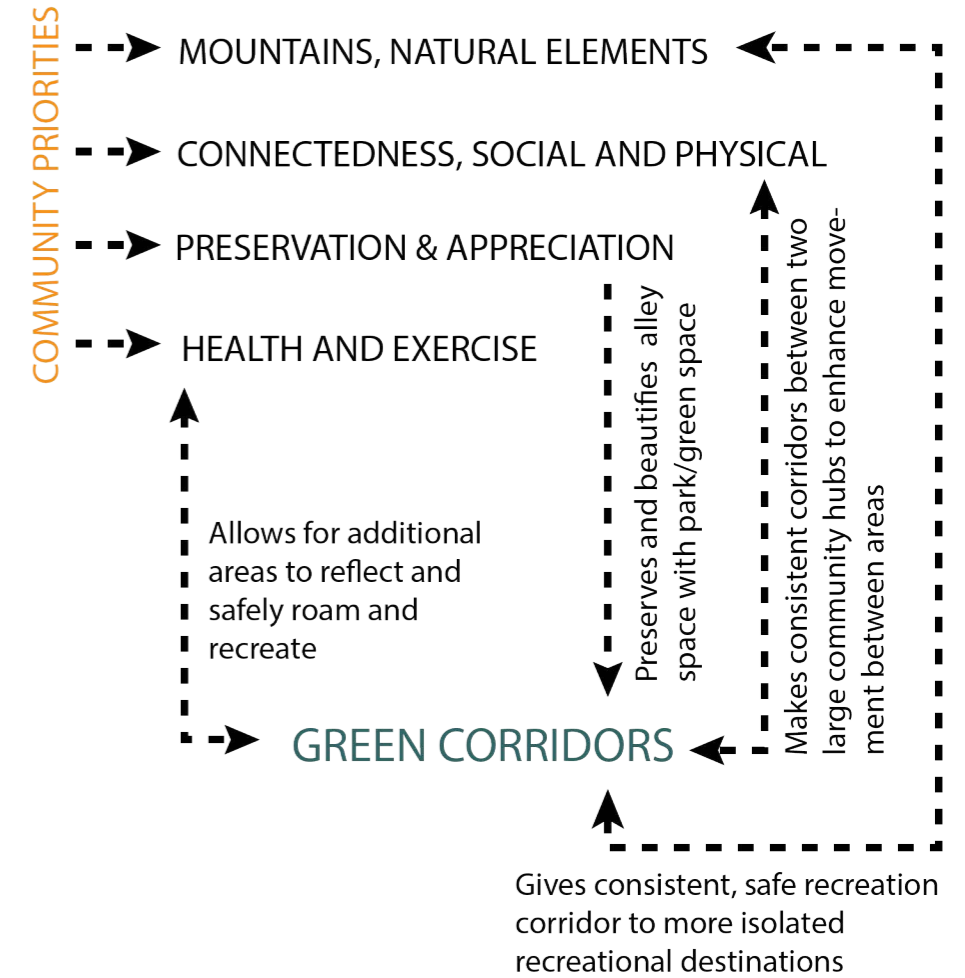 COMMUNITY PRIORITIES
MOUNTAINS, NATURAL ELEMENTS
CONNECTEDNESS, SOCIAL AND PHYSICAL
PRESERVATION & APPRECIATION
HEALTH AND EXERCISE
Allows for additional
areas to reflect and
safely roam and
recreate
Preserves and beautifies alley
space with park/green space
Makes consistent corridors between two
large community hubs to enhance move-
ment between areas
GREEN CORRIDORS
Gives consistent, safe recreation
corridor to more isolated
recreational destinations